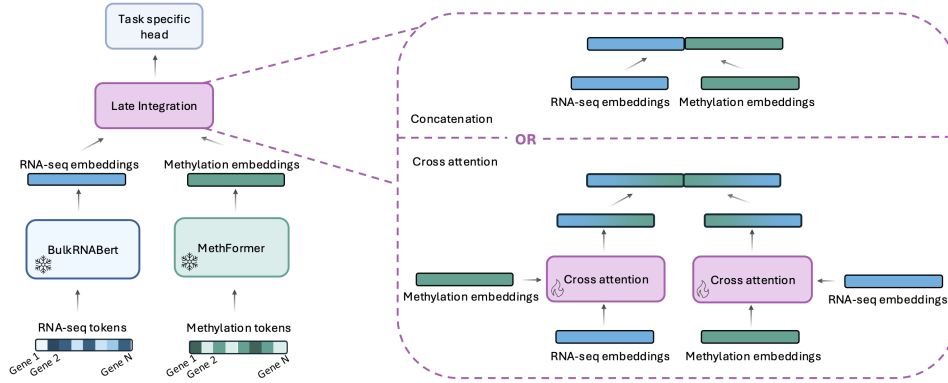 Task specific
head
Late Integration
RNA-seq embeddings
Methylation embeddings
BulkRNABert
MethFormer
RNA-seq tokens
Methylation tokens
Gene 1
Gene 2
Gene N
Gene 1
Gene 2
Gene N
RNA-seq embeddings
Methylation embeddings
Concatenation
OR
Cross attention
Cross attention
Cross attention
Methylation embeddings
RNA-seq embeddings
RNA-seq embeddings
Methylation embeddings